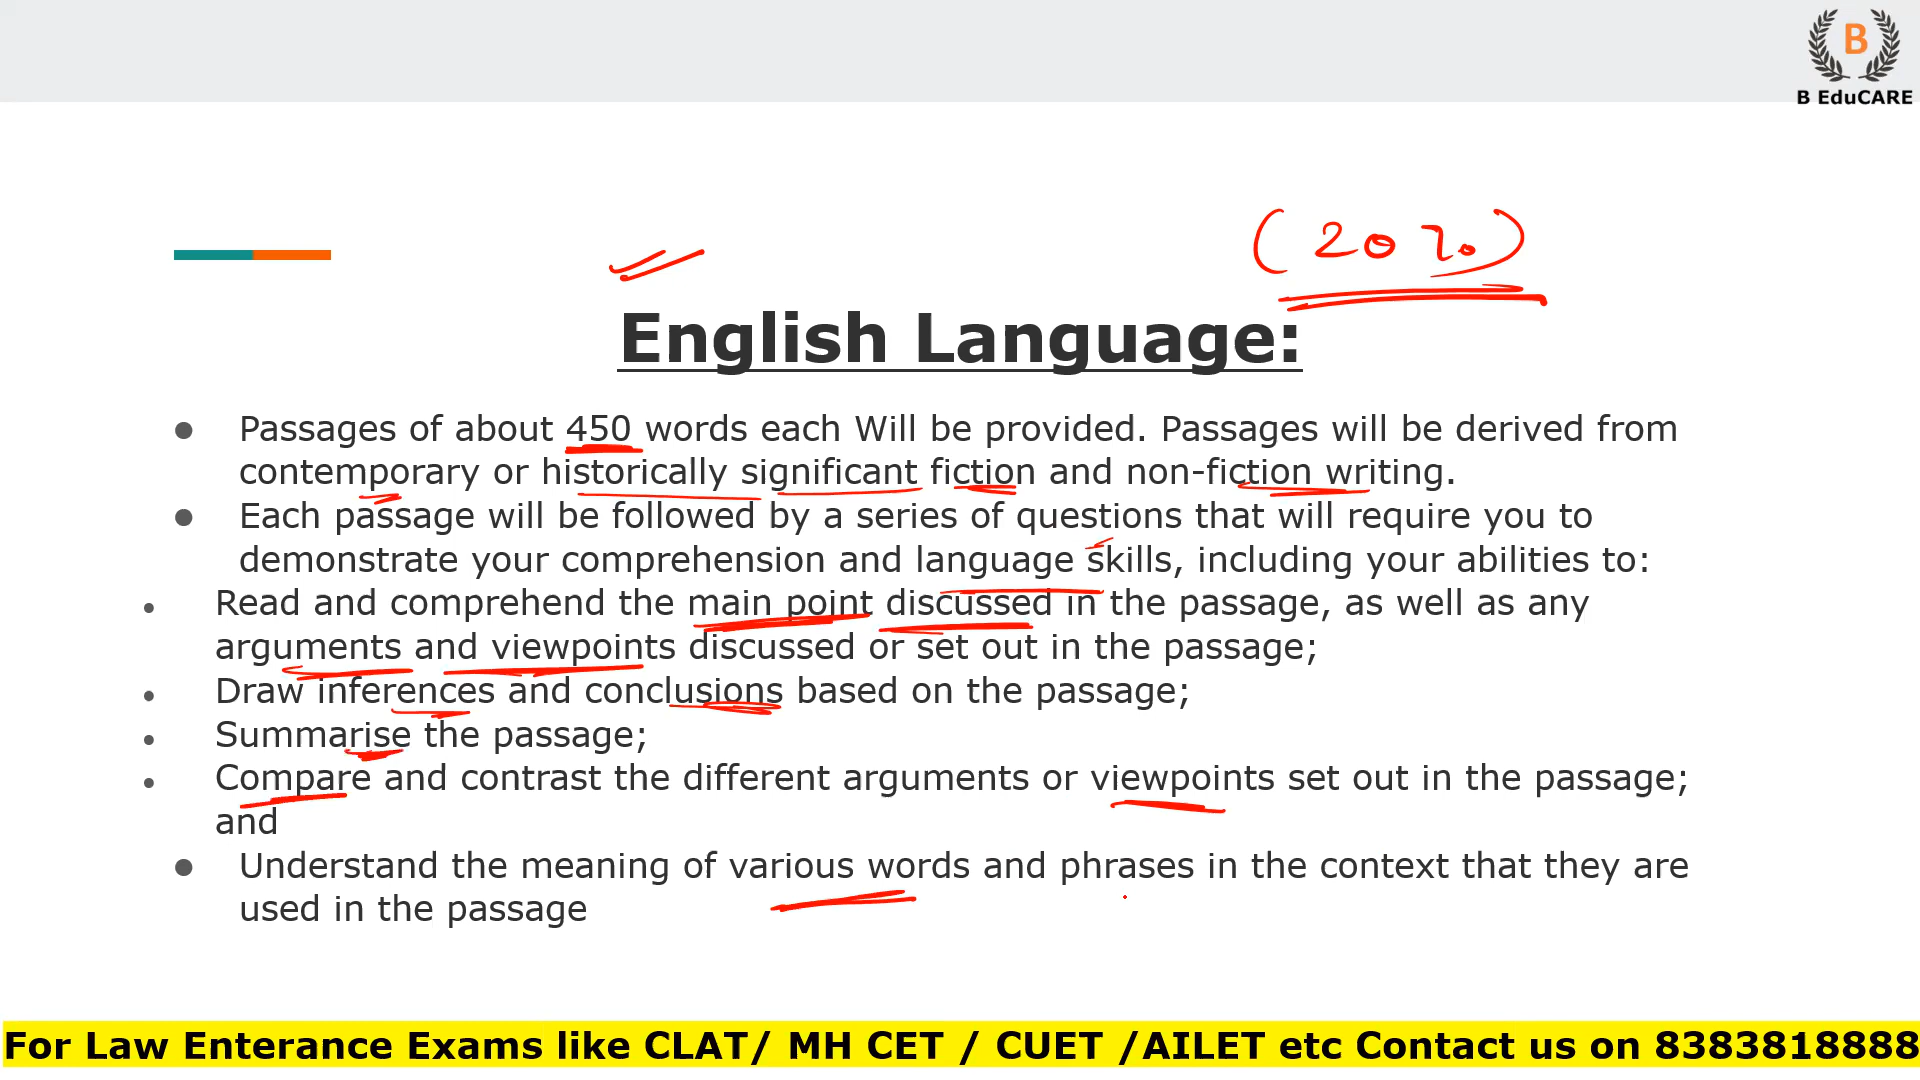 B
B EduCARE
(20%)
English Language:
Passages of about 450 words each Will be provided. Passages will be derived from
contemporary or historically significant fiction and non-fiction writing.
Each passage will be followed by a series of questions that will require you to
demonstrate your comprehension and language skills, including your abilities to:
Read and comprehend the main point discussed in the passage, as well as any
arguments and viewpoints discussed or set out in the passage;
Draw inferences and conclusions based on the passage;
Summarise the passage;
Compare and contrast the different arguments or viewpoints set out in the passage;
and
Understand the meaning of various words and phrases in the context that they are
used in the passage
For Law Enterance Exams like CLAT/ MH CET / CUET /AILET etc Contact us on 8383818888